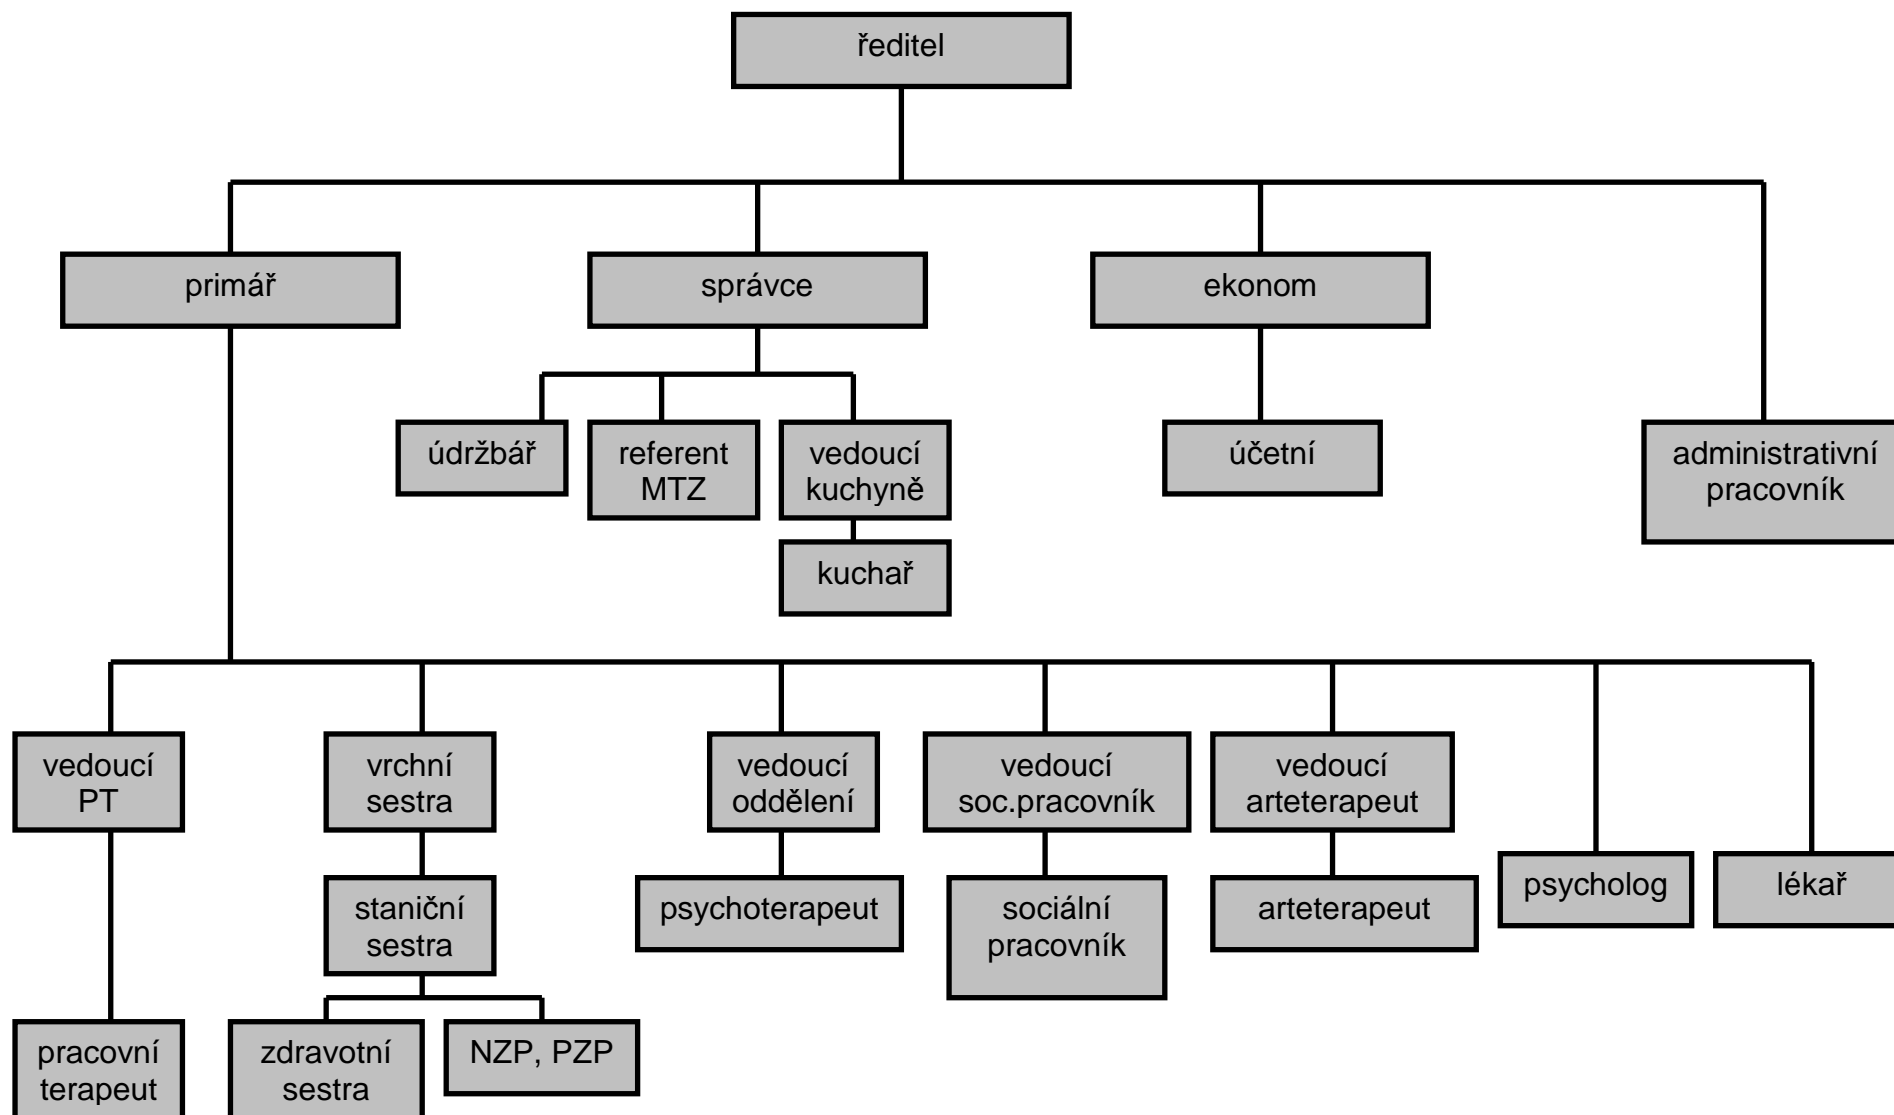 ředitel
primář
správce
ekonom
údržbář
referent
MTZ
vedoucí
kuchyně
účetní
administrativní
pracovník
kuchař
vedoucí
PT
vrchní
sestra
vedoucí
oddělení
vedoucí
soc.pracovník
vedoucí
arteterapeut
psycholog
lékař
staniční
sestra
psychoterapeut
sociální
pracovník
arteterapeut
pracovní
terapeut
zdravotní
sestra
NZP, PZP